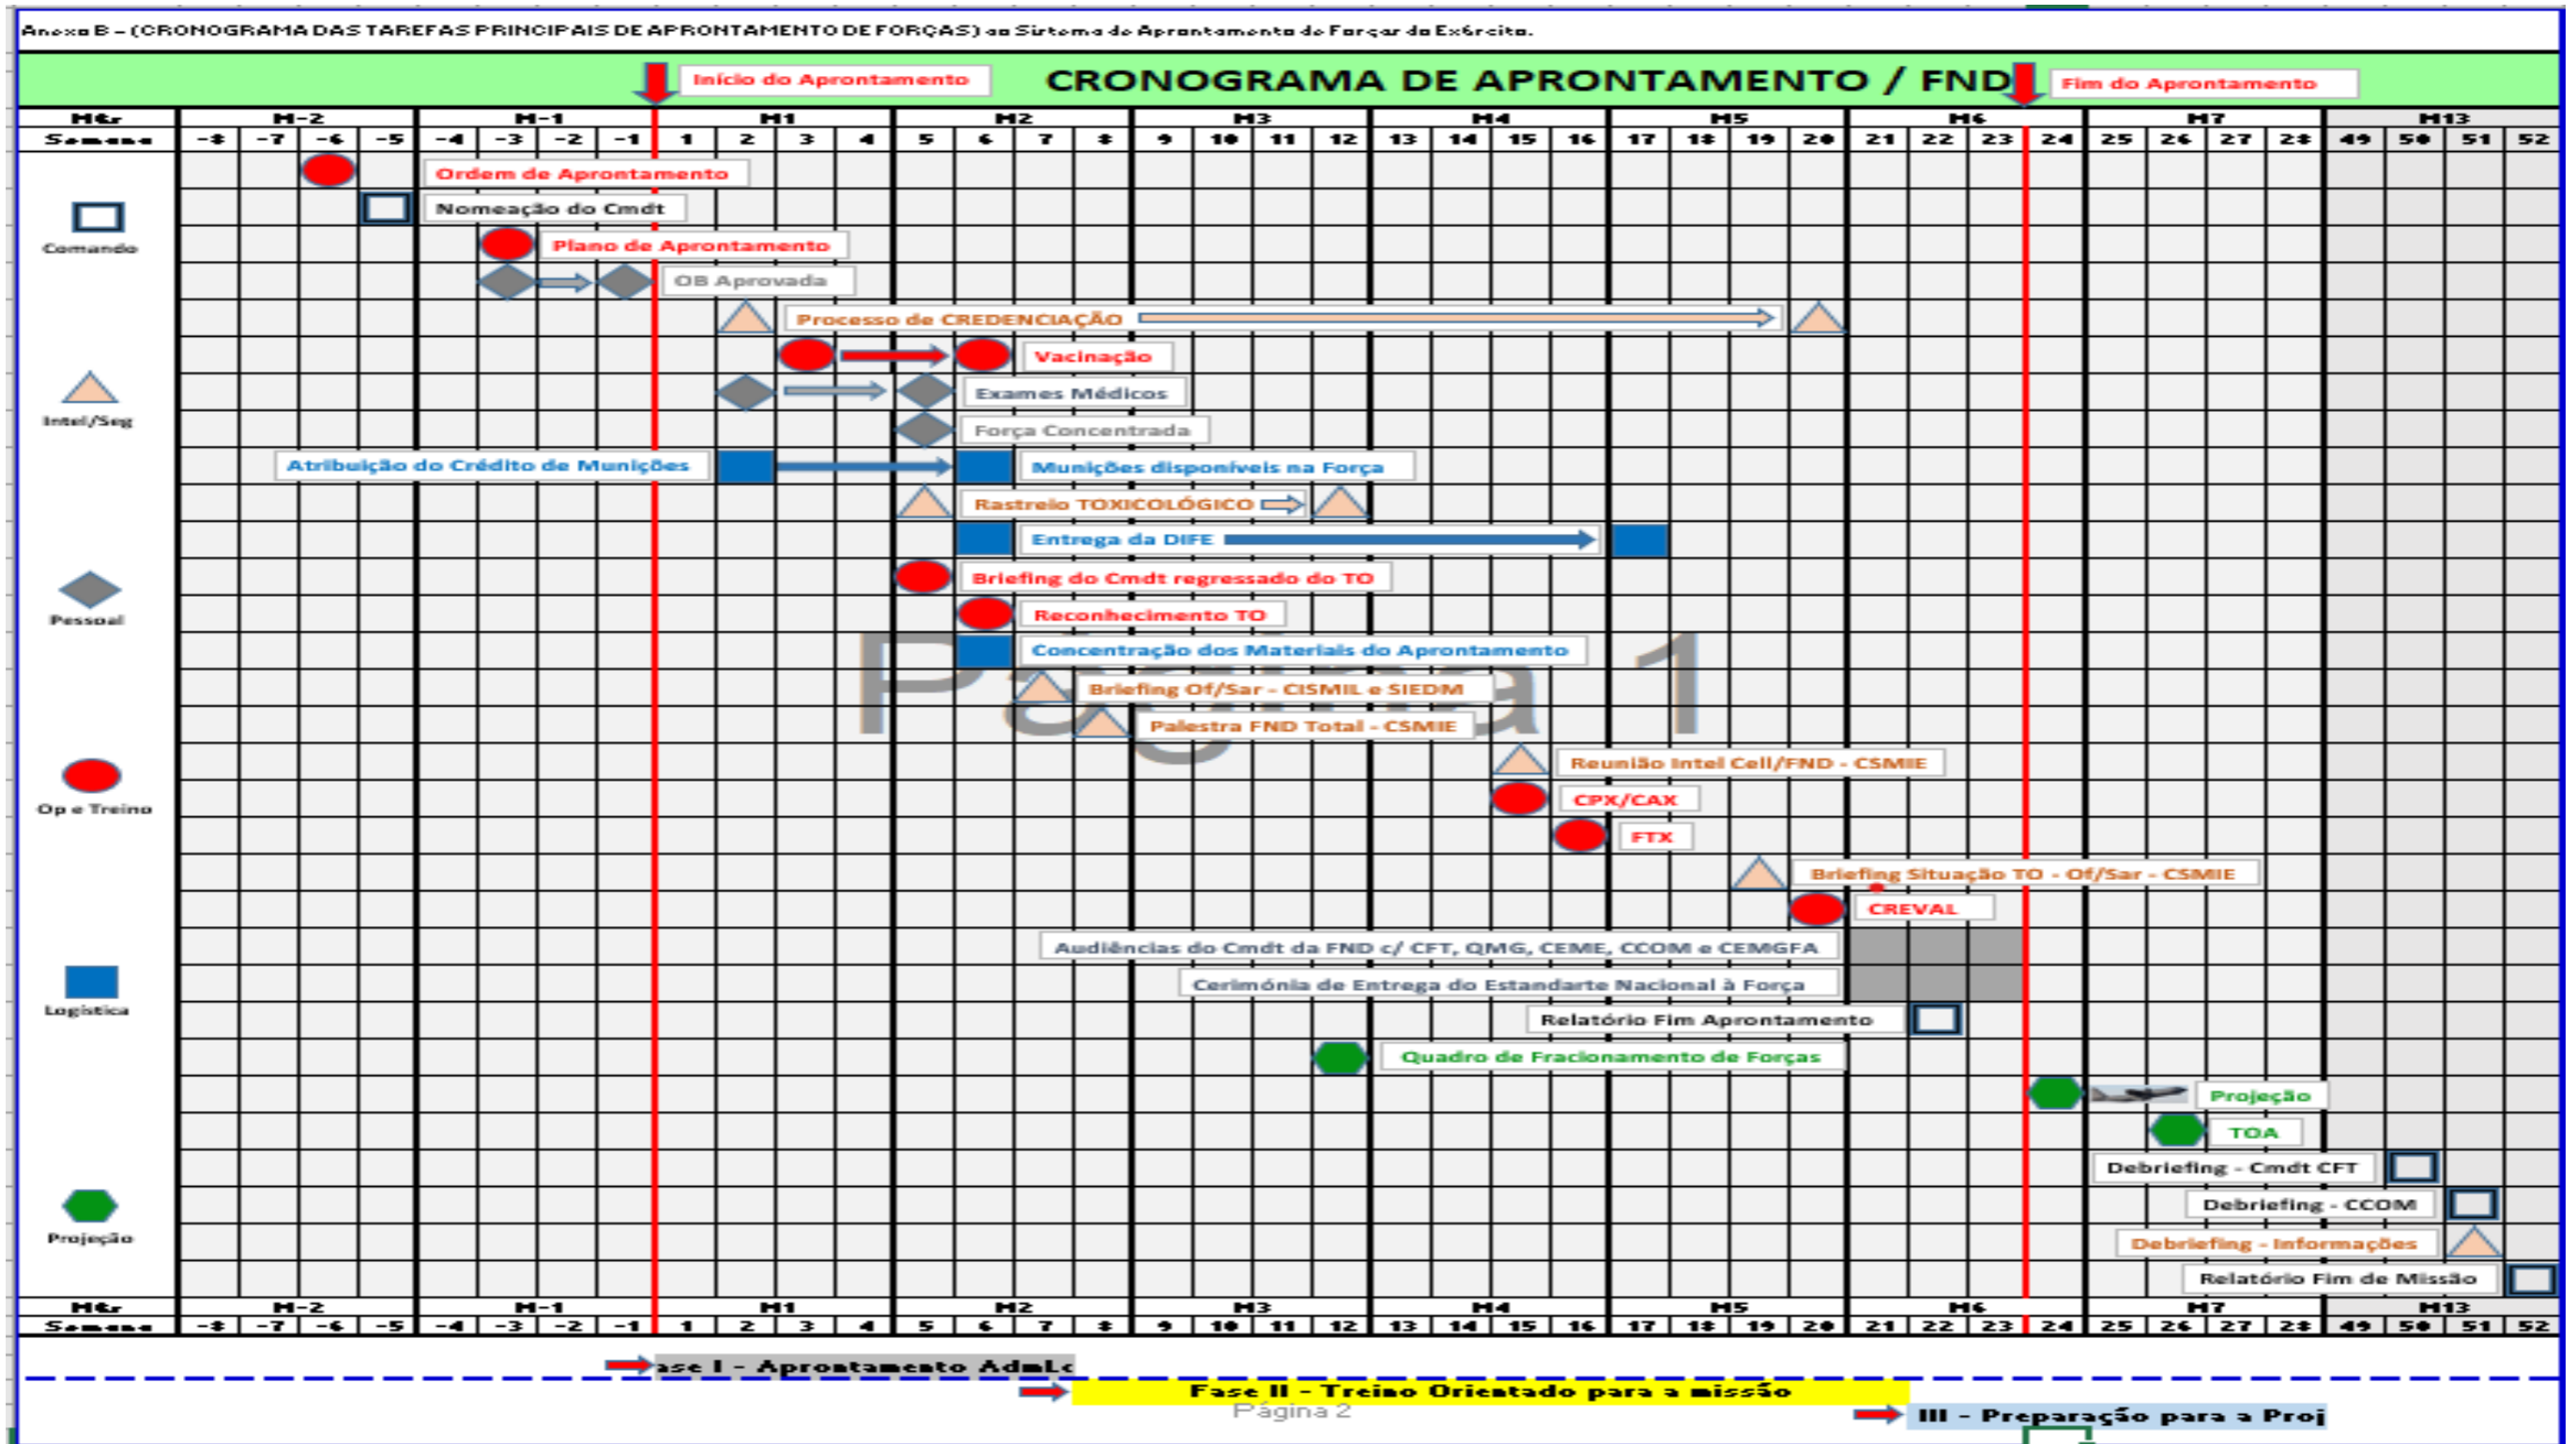 Anexo B - (CRONOGRAMA DAS TAREFAS PRINCIPAIS DE APRONTAMENTO DE FORÇAS) ao Sistema de Aprontamento de Forças do Exército.
Início do Aprontamento
CRONOGRAMA DE APRONTAMENTO / FND
Fim do Aprontamento
Mês M-2 M-1 M1 M2 M3 M4 M5 M6 M7 M13
Semana -8 -7 -6 -5 -4 -3 -2 -1 1 2 3 4 5 6 7 8 9 10 11 12 13 14 15 16 17 18 19 20 21 22 23 24 25 26 27 28 49 50 51 52
Ordem de Aprontamento
Nomeação do Cmdt
Comando
Plano de Aprontamento
OB Aprovada
Processo de CREDENCIAÇÃO
Vacinação
Exames Médicos
Intel/Seg
Força Concentrada
Atribuição do Crédito de Munições
Munições disponíveis na Força
Rastreio TOXICOLÓGICO
Entrega da DIFE
Briefing do Cmdt regressado do TO
Reconhecimento TO
Pessoal
Concentração dos Materiais do Aprontamento
Página 1
Briefing Of/Sar - CISMIL e SIEDM
Palestra FND Total - CSMIE
Reunião Intel Cell/FND - CSMIE
CPX/CAX
Op e Treino
FTX
Briefing Situação TO - Of/Sar - CSMIE
CREVAL
Audiências do Cmdt da FND c/ CFT, QMG, CEME, CCOM e CEMGFA
Cerimónia de Entrega do Estandarte Nacional à Força
Logística
Relatório Fim Aprontamento
Quadro de Fracionamento de Forças
Projeção
TOA
Debriefing - Cmdt CFT
Debriefing - CCOM
Projeção
Debriefing - Informações
Relatório Fim de Missão
Mês M-2 M-1 M1 M2 M3 M4 M5 M6 M7 M13
Semana -8 -7 -6 -5 -4 -3 -2 -1 1 2 3 4 5 6 7 8 9 10 11 12 13 14 15 16 17 18 19 20 21 22 23 24 25 26 27 28 49 50 51 52
ase I - Aprontamento AdmLo
Fase II - Treino Orientado para a missão
Página 2
III - Preparação para a Proj